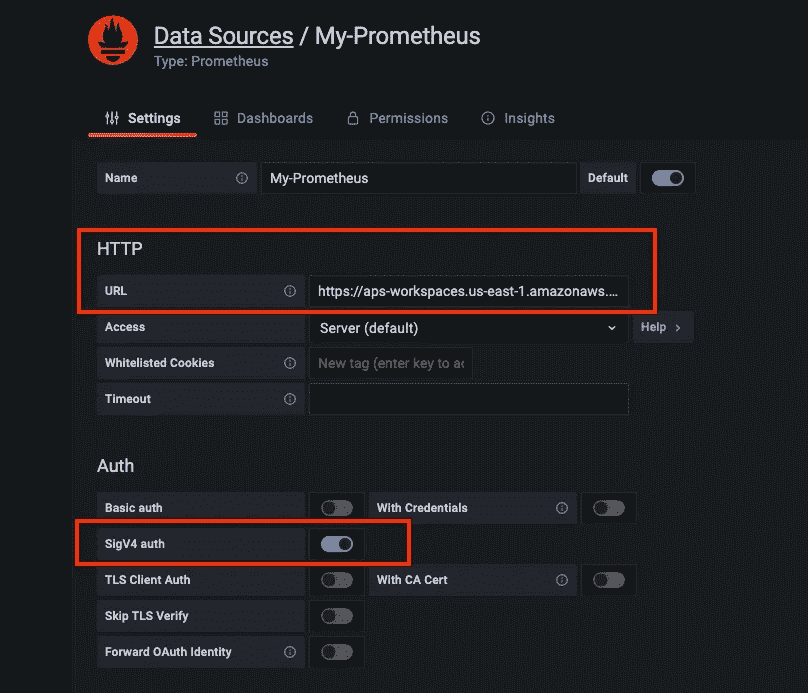 Data Sources / My-Prometheus
Type: Prometheus
Settings Dashboards Permissions Insights
Name My-Prometheus Default
HTTP
URL https://aps-workspaces.us-east-1.amazonaws....
Access Server (default) Help
Whitelisted Cookies New tag (enter key to ac
Timeout
Auth
Basic auth With Credentials
SigV4 auth
TLS Client Auth With CA Cert
Skip TLS Verify
Forward OAuth Identity